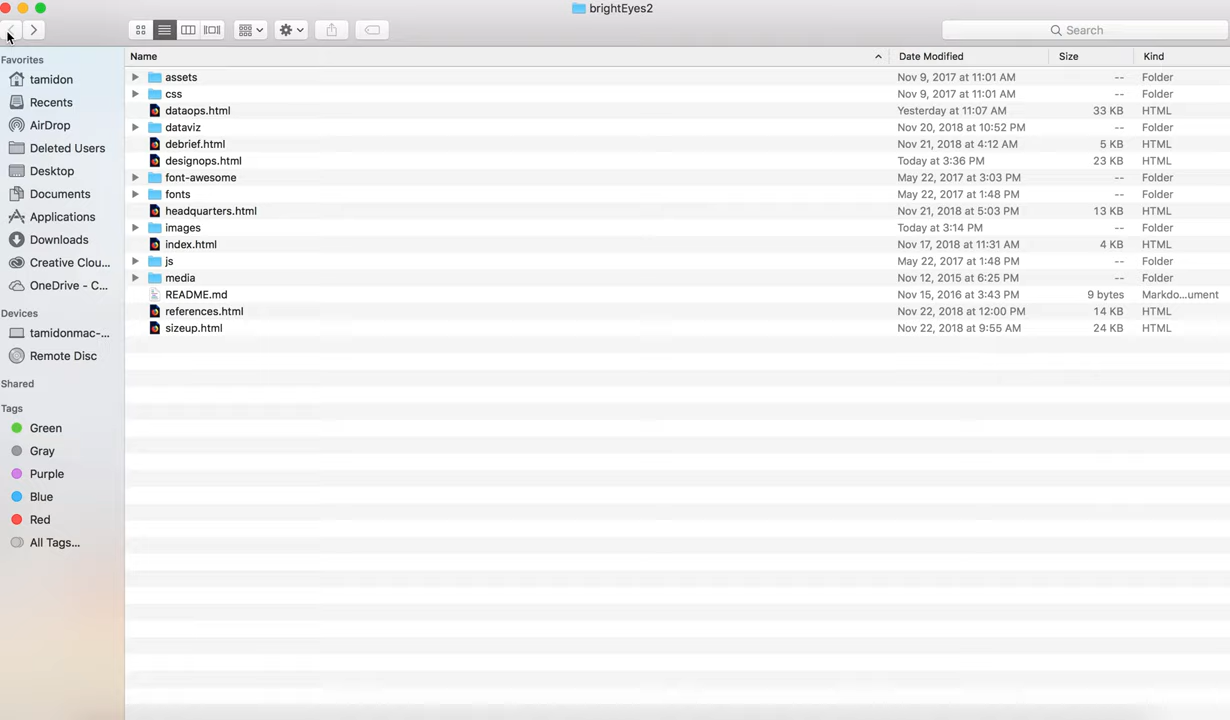 brightEyes2
Search
Favorites
tamidon
Recents
AirDrop
Deleted Users
Desktop
Documents
Applications
Downloads
Creative Clou...
OneDrive - C...
Devices
tamidonmac-...
Remote Disc
Shared
Tags
Green
Gray
Purple
Blue
Red
All Tags...
Name Date Modified Size Kind
assets Nov 9, 2017 at 11:01 AM -- Folder
css Nov 9, 2017 at 11:01 AM -- Folder
dataops.html Yesterday at 11:07 AM 33 KB HTML
dataviz Nov 20, 2018 at 10:52 PM -- Folder
debrief.html Nov 21, 2018 at 4:12 AM 5 KB HTML
designops.html Today at 3:36 PM 23 KB HTML
font-awesome May 22, 2017 at 3:03 PM -- Folder
fonts May 22, 2017 at 1:48 PM -- Folder
headquarters.html Nov 21, 2018 at 5:03 PM 13 KB HTML
images Today at 3:14 PM -- Folder
index.html Nov 17, 2018 at 11:31 AM 4 KB HTML
js May 22, 2017 at 1:48 PM -- Folder
media Nov 12, 2015 at 6:25 PM -- Folder
README.md Nov 15, 2016 at 3:43 PM 9 bytes Markdo...ument
references.html Nov 22, 2018 at 12:00 PM 14 KB HTML
sizeup.html Nov 22, 2018 at 9:55 AM 24 KB HTML